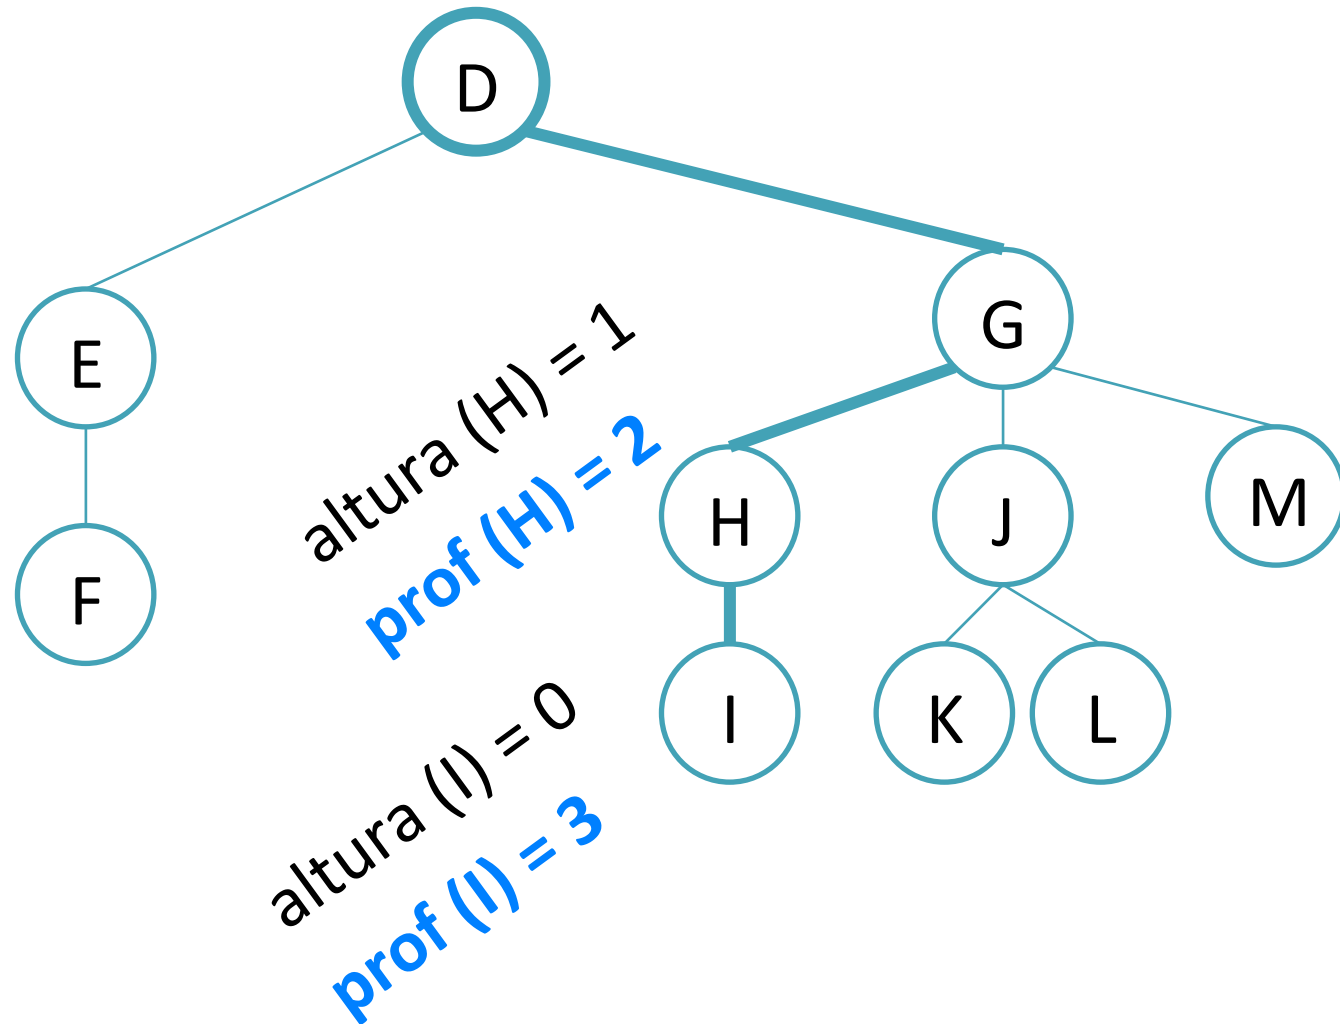 D
E
G
altura (H) = 1
prof (H) = 2
F
H
J
M
altura (I) = 0
prof (I) = 3
I
K
L